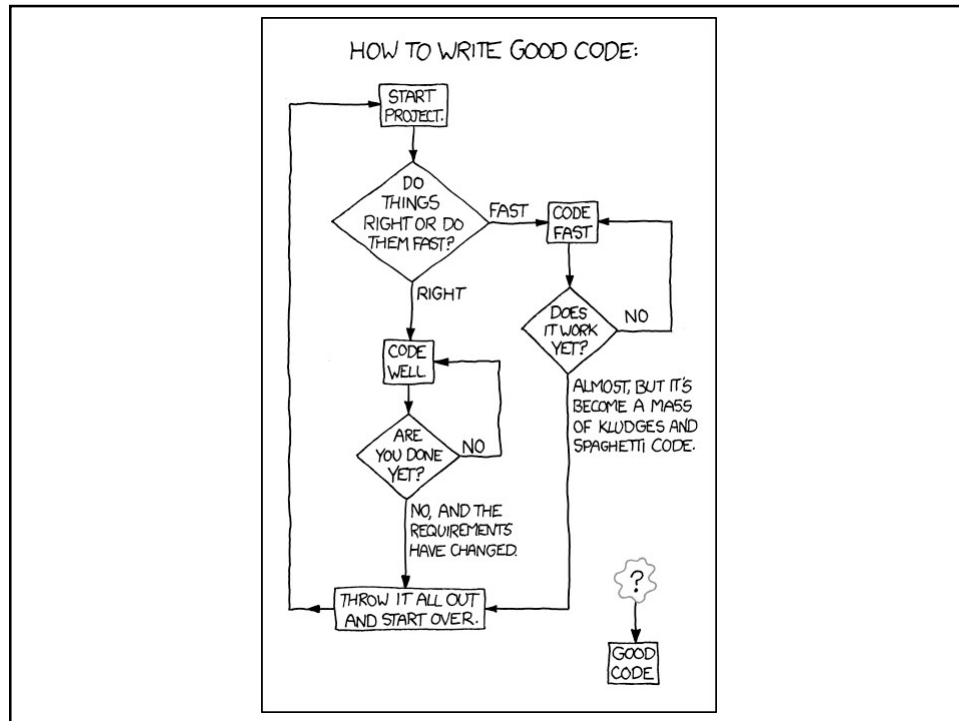 HOW TO WRITE GOOD CODE:
START
PROJECT.
DO
THINGS
RIGHT OR DO
THEM FAST?
FAST
CODE
FAST
RIGHT
DOES
IT WORK
YET?
NO
CODE
WELL
ALMOST, BUT IT'S
BECOME A MASS
OF KLUDGES AND
SPAGHETTI CODE.
ARE
YOU DONE
YET?
NO
NO, AND THE
REQUIREMENTS
HAVE CHANGED.
THROW IT ALL OUT
AND START OVER.
?
GOOD
CODE